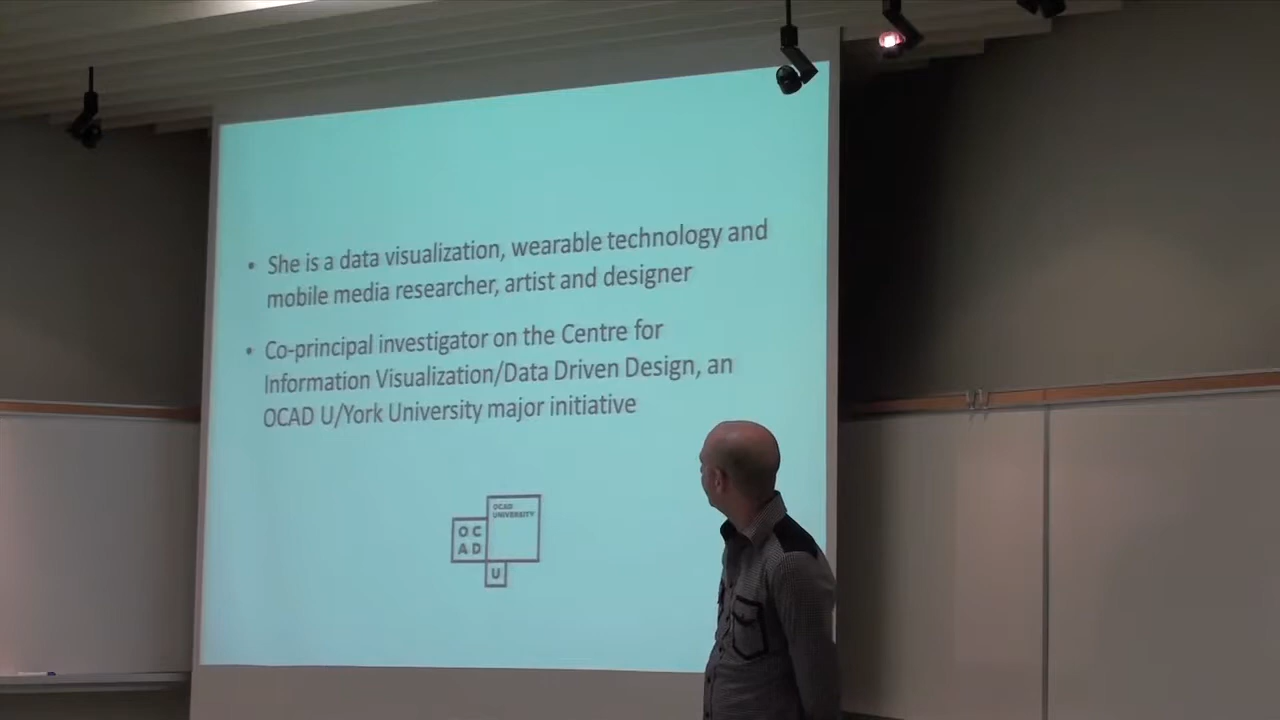 • She is a data visualization, wearable technology and
mobile media researcher, artist and designer
• Co-principal investigator on the Centre for
Information Visualization/Data Driven Design, an
OCAD U/York University major initiative
OCAD
UNIVERSITY
OC
AD
U